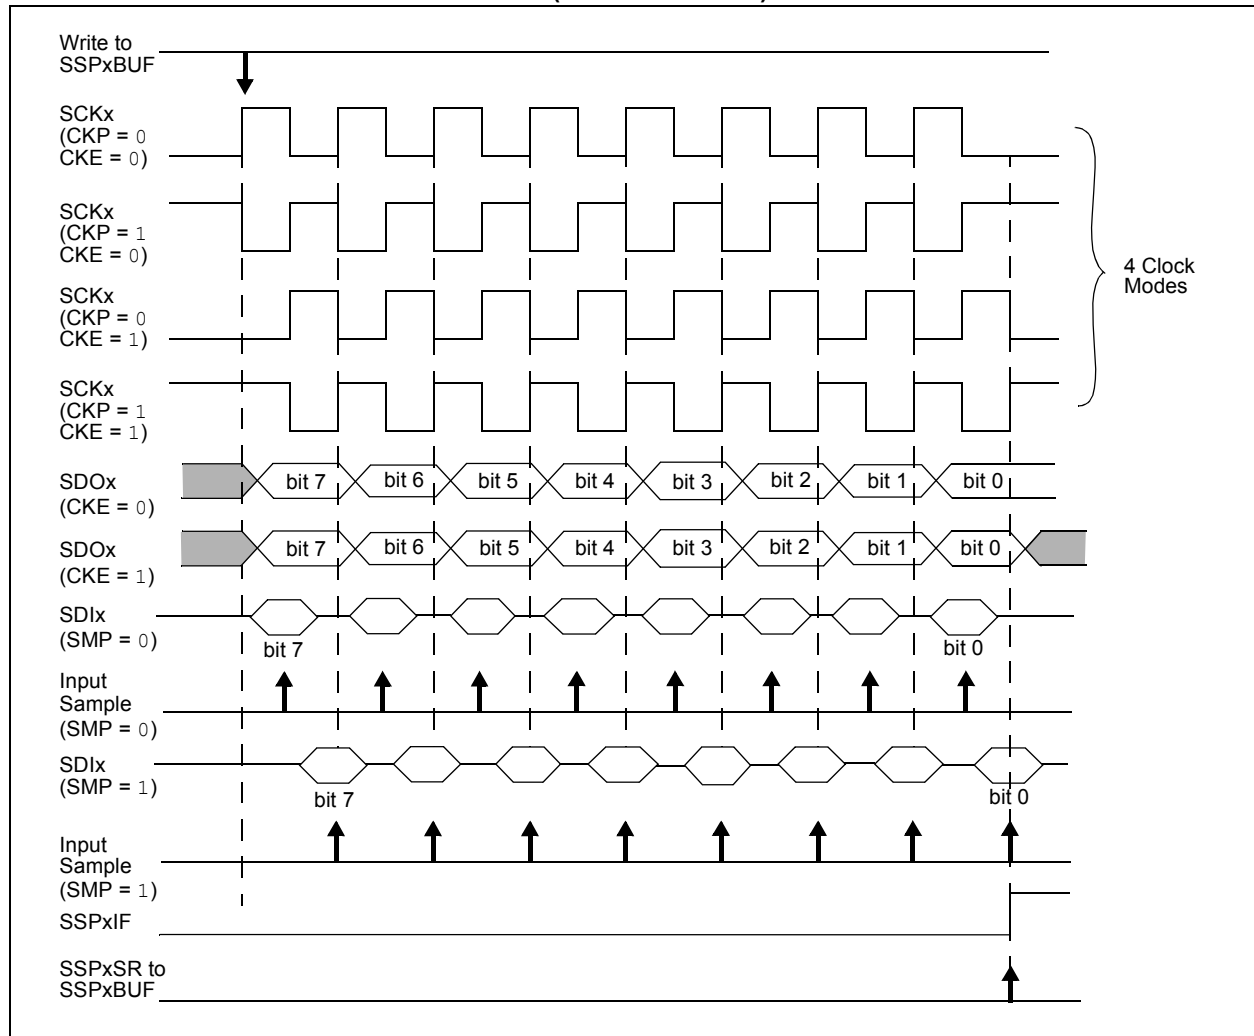 Write to
SSPxBUF
SCKx
(CKP = 0
CKE = 0)
SCKx
(CKP = 1
CKE = 0)
4 Clock
Modes
SCKx
(CKP = 0
CKE = 1)
SCKx
(CKP = 1
CKE = 1)
SDOx
(CKE = 0)
bit 7 bit 6 bit 5 bit 4 bit 3 bit 2 bit 1 bit 0
SDOx
(CKE = 1)
bit 7 bit 6 bit 5 bit 4 bit 3 bit 2 bit 1 bit 0
SDIx
(SMP = 0)
bit 7 bit 0
Input
Sample
(SMP = 0)
SDIx
(SMP = 1)
bit 7 bit 0
Input
Sample
(SMP = 1)
SSPxIF
SSPxSR to
SSPxBUF